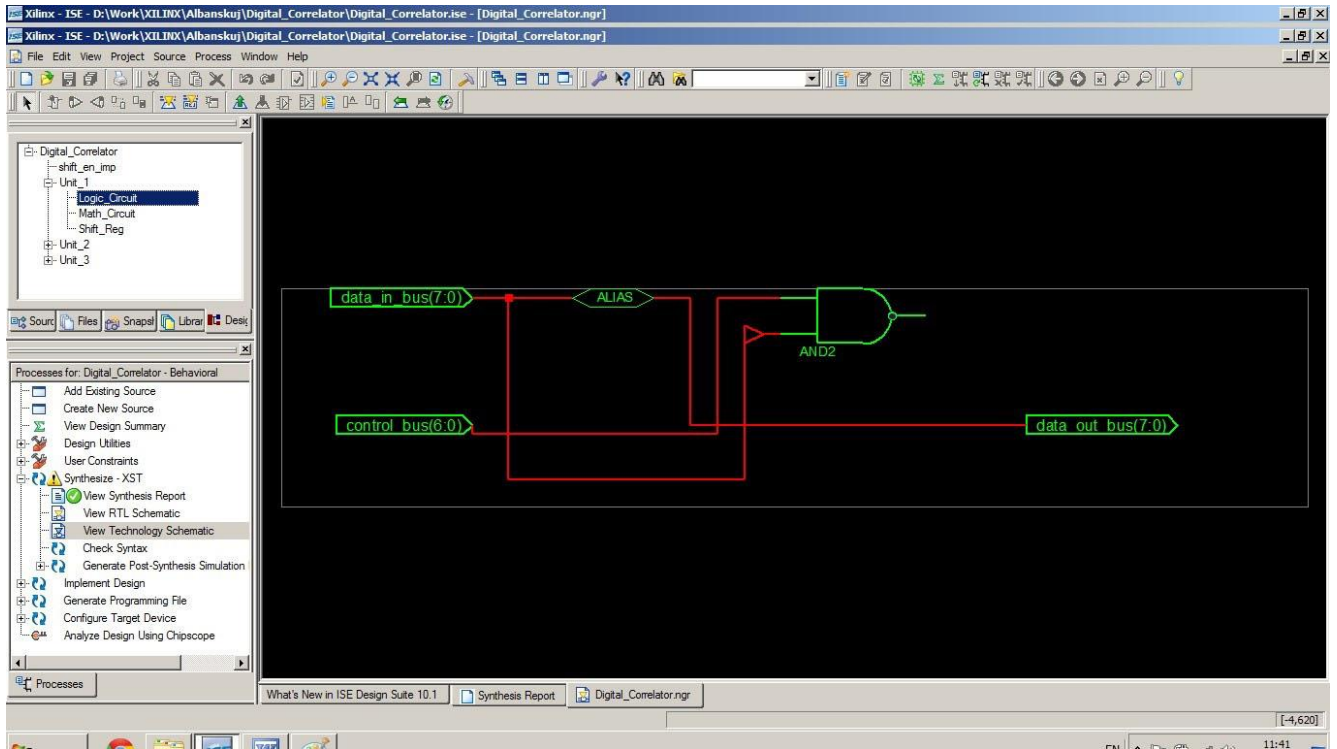 Xilinx - ISE - D:\Work\XILINX\Albanskuj\Digital_Correlator\Digital_Correlator.ise - [Digital_Correlator.ngr]
Xilinx - ISE - D:\Work\XILINX\Albanskuj\Digital_Correlator\Digital_Correlator.ise - [Digital_Correlator.ngr]
File Edit View Project Source Process Window Help
Digital_Correlator
shift_en_imp
Unit_1
Logic_Circuit
Math_Circuit
Shift_Reg
Unit_2
Unit_3
Sourc Files Snapsl Librar Desig
Processes for: Digital_Correlator - Behavioral
Add Existing Source
Create New Source
View Design Summary
Design Utilities
User Constraints
Synthesize - XST
View Synthesis Report
View RTL Schematic
View Technology Schematic
Check Syntax
Generate Post-Synthesis Simulation
Implement Design
Generate Programming File
Configure Target Device
Analyze Design Using Chipscope
Processes
data_in_bus(7:0)
ALIAS
AND2
control_bus(6:0)
data_out_bus(7:0)
What's New in ISE Design Suite 10.1
Synthesis Report
Digital_Correlator.ngr
[-4,620]
EN
11:41